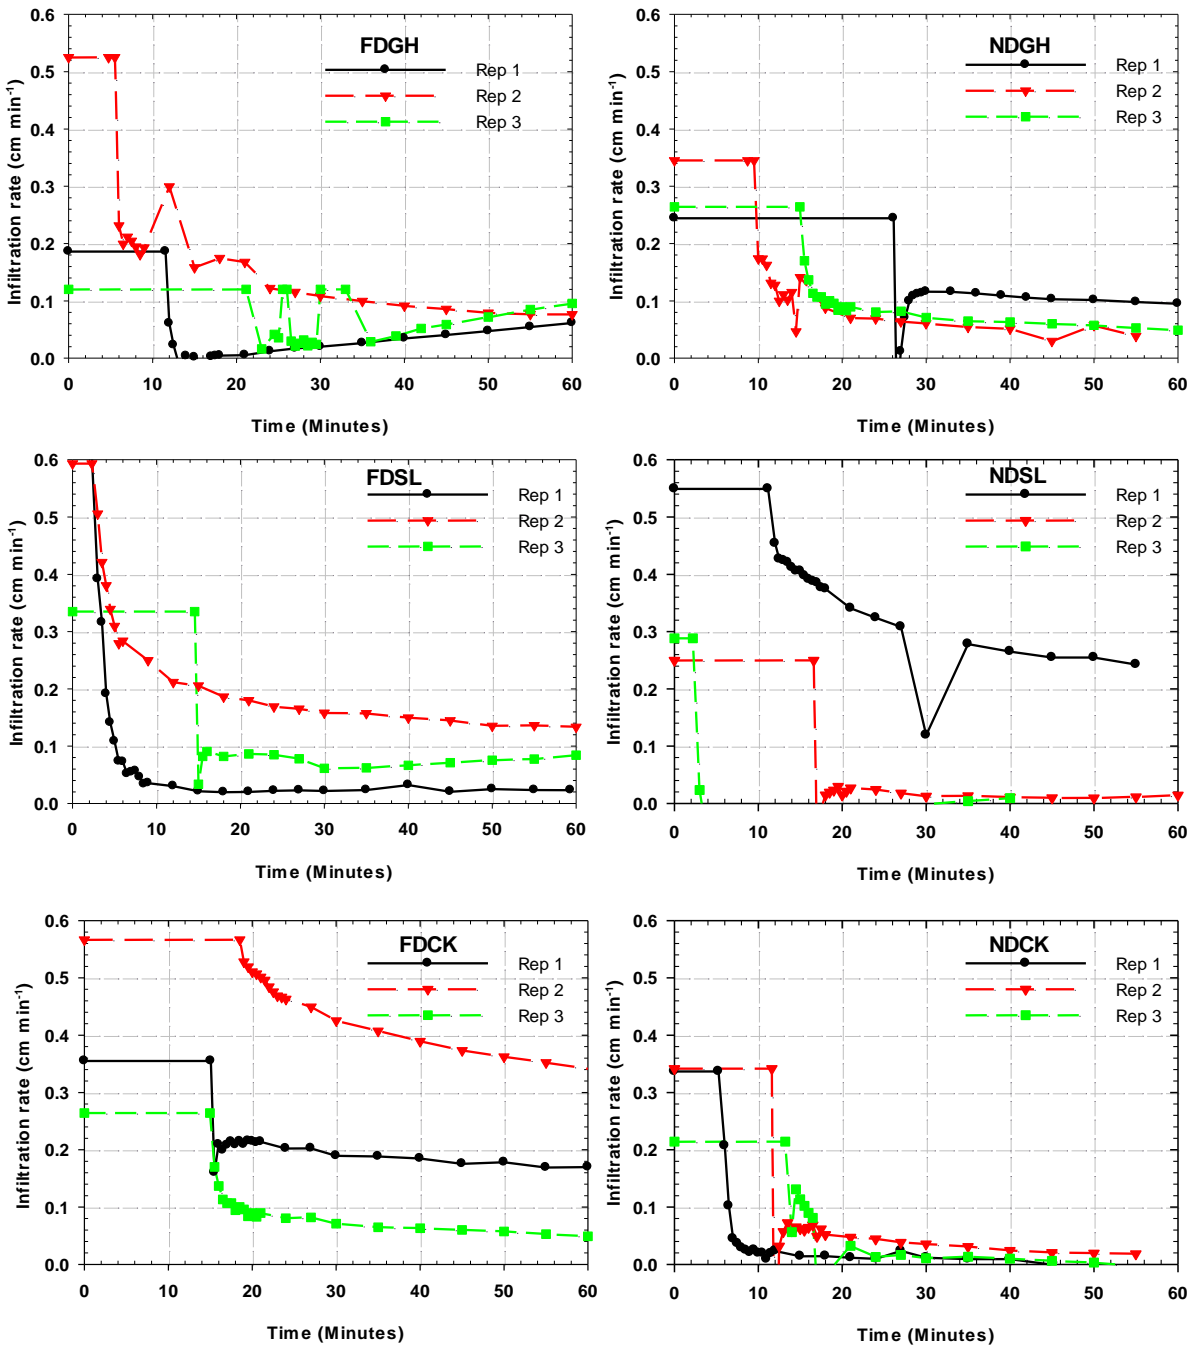 FDGH
Rep 1
Rep 2
Rep 3
Infiltration rate (cm min⁻¹)
0.6
0.5
0.4
0.3
0.2
0.1
0.0
0 10 20 30 40 50 60
Time (Minutes)
NDGH
Rep 1
Rep 2
Rep 3
Infiltration rate (cm min⁻¹)
0.6
0.5
0.4
0.3
0.2
0.1
0.0
0 10 20 30 40 50 60
Time (Minutes)
FDSL
Rep 1
Rep 2
Rep 3
Infiltration rate (cm min⁻¹)
0.6
0.5
0.4
0.3
0.2
0.1
0.0
0 10 20 30 40 50 60
Time (Minutes)
NDSL
Rep 1
Rep 2
Rep 3
Infiltration rate (cm min⁻¹)
0.6
0.5
0.4
0.3
0.2
0.1
0.0
0 10 20 30 40 50 60
Time (Minutes)
FDCK
Rep 1
Rep 2
Rep 3
Infiltration rate (cm min⁻¹)
0.6
0.5
0.4
0.3
0.2
0.1
0.0
0 10 20 30 40 50 60
Time (Minutes)
NDCK
Rep 1
Rep 2
Rep 3
Infiltration rate (cm min⁻¹)
0.6
0.5
0.4
0.3
0.2
0.1
0.0
0 10 20 30 40 50 60
Time (Minutes)